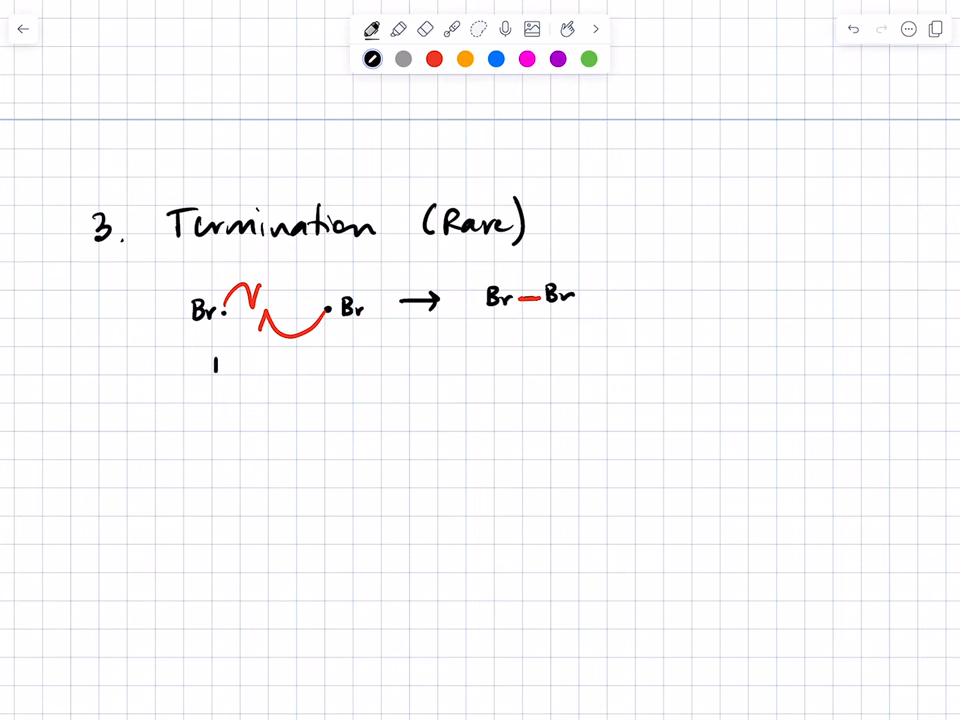 3. Termination (Rare)
Br· ·Br → Br—Br